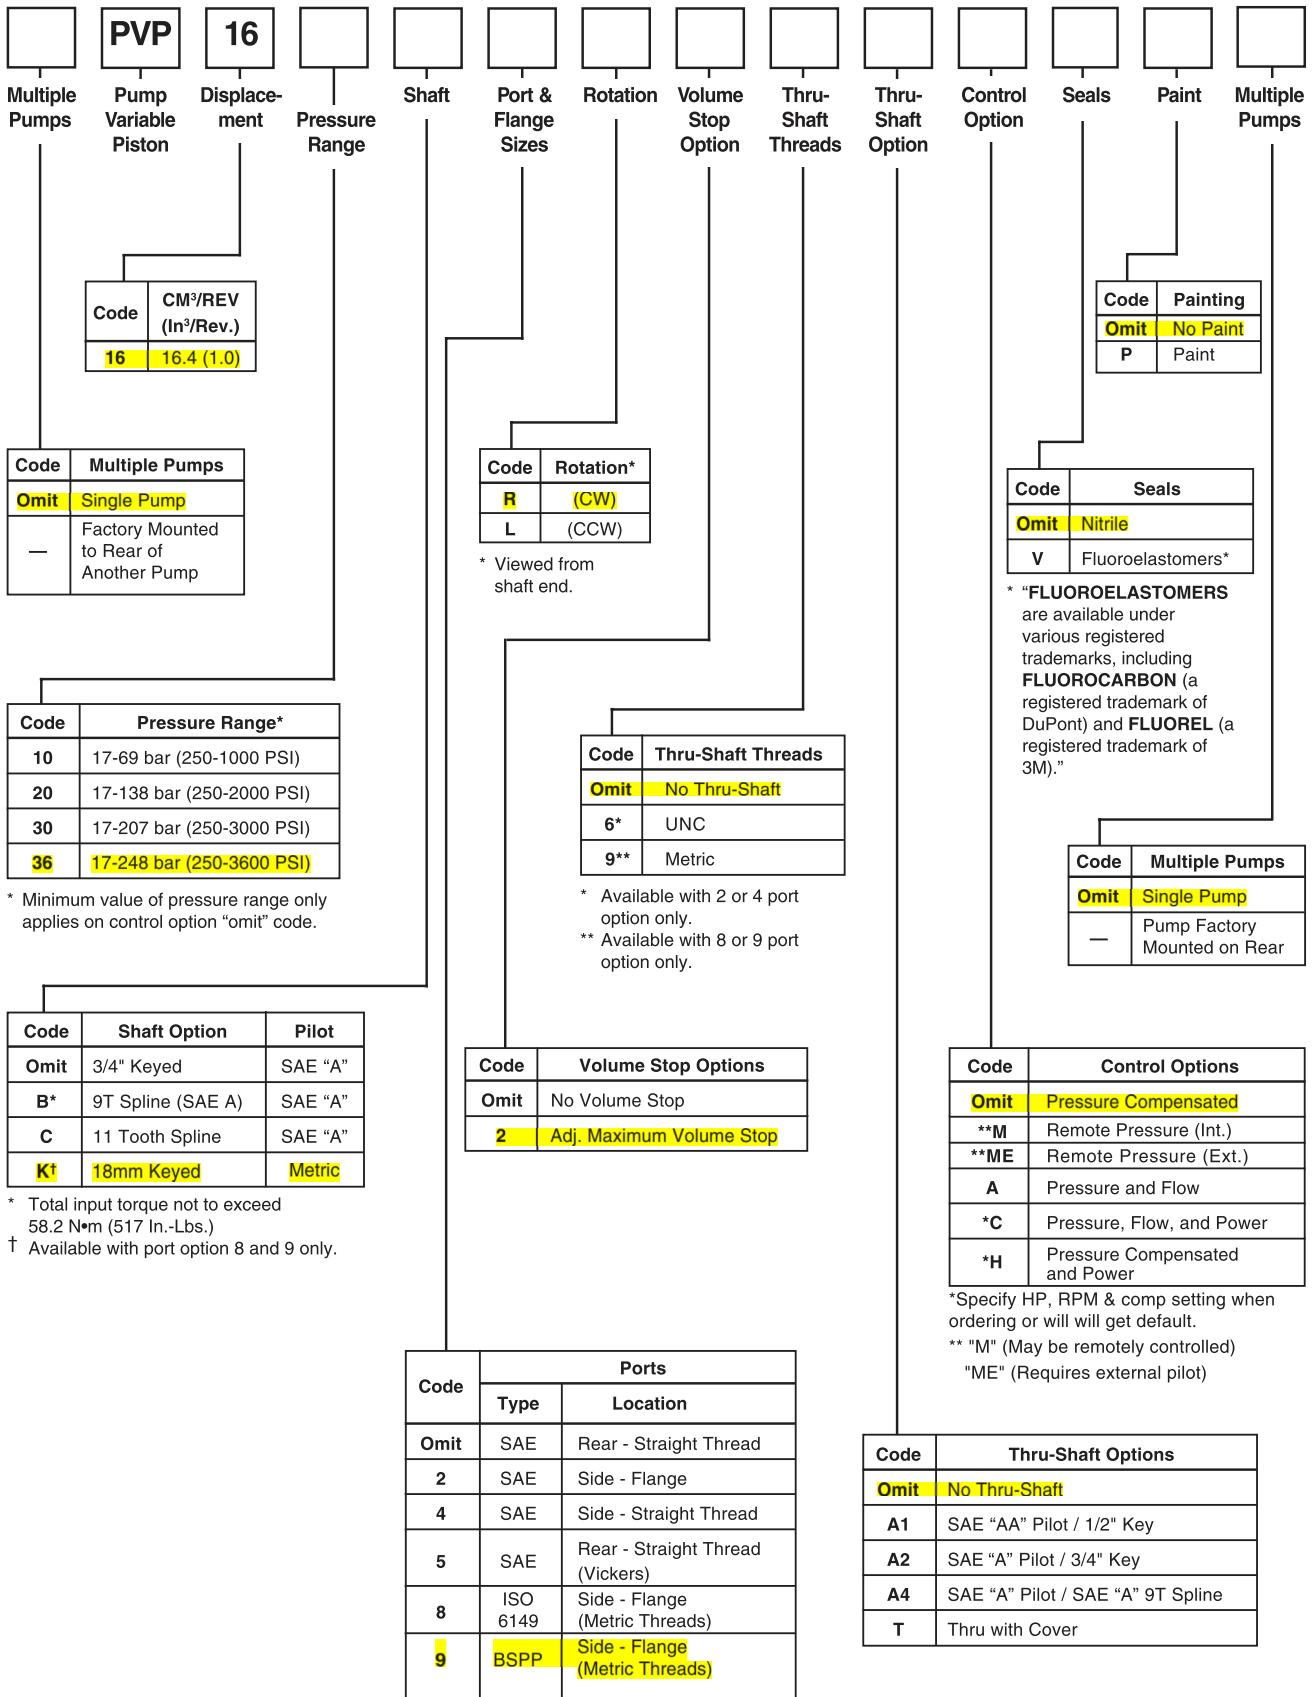 PVP
16
Multiple
Pumps
Pump
Variable
Piston
Displace-
ment
Pressure
Range
Shaft
Port &
Flange
Sizes
Rotation
Volume
Stop
Option
Thru-
Shaft
Threads
Thru-
Shaft
Option
Control
Option
Seals
Paint
Multiple
Pumps
Code CM³/REV
(In³/Rev.)
16 16.4 (1.0)
Code Painting
Omit No Paint
P Paint
Code Multiple Pumps
Omit Single Pump
— Factory Mounted
to Rear of
Another Pump
Code Rotation*
R (CW)
L (CCW)
* Viewed from
shaft end.
Code Seals
Omit Nitrile
V Fluoroelastomers*
* “FLUOROELASTOMERS
are available under
various registered
trademarks, including
FLUOROCARBON (a
registered trademark of
DuPont) and FLUOREL (a
registered trademark of
3M).”
Code Pressure Range*
10 17-69 bar (250-1000 PSI)
20 17-138 bar (250-2000 PSI)
30 17-207 bar (250-3000 PSI)
36 17-248 bar (250-3600 PSI)
* Minimum value of pressure range only
applies on control option “omit” code.
Code Thru-Shaft Threads
Omit No Thru-Shaft
6* UNC
9** Metric
* Available with 2 or 4 port
option only.
** Available with 8 or 9 port
option only.
Code Multiple Pumps
Omit Single Pump
— Pump Factory
Mounted on Rear
Code Shaft Option Pilot
Omit 3/4" Keyed SAE “A”
B* 9T Spline (SAE A) SAE “A”
C 11 Tooth Spline SAE “A”
K† 18mm Keyed Metric
* Total input torque not to exceed
58.2 N•m (517 In.-Lbs.)
† Available with port option 8 and 9 only.
Code Volume Stop Options
Omit No Volume Stop
2 Adj. Maximum Volume Stop
Code Control Options
Omit Pressure Compensated
**M Remote Pressure (Int.)
**ME Remote Pressure (Ext.)
A Pressure and Flow
*C Pressure, Flow, and Power
*H Pressure Compensated
and Power
*Specify HP, RPM & comp setting when
ordering or will will get default.
** "M" (May be remotely controlled)
"ME" (Requires external pilot)
Code Ports
Type Location
Omit SAE Rear - Straight Thread
2 SAE Side - Flange
4 SAE Side - Straight Thread
5 SAE Rear - Straight Thread
(Vickers)
8 ISO
6149 Side - Flange
(Metric Threads)
9 BSPP Side - Flange
(Metric Threads)
Code Thru-Shaft Options
Omit No Thru-Shaft
A1 SAE “AA” Pilot / 1/2" Key
A2 SAE “A” Pilot / 3/4" Key
A4 SAE “A” Pilot / SAE “A” 9T Spline
T Thru with Cover